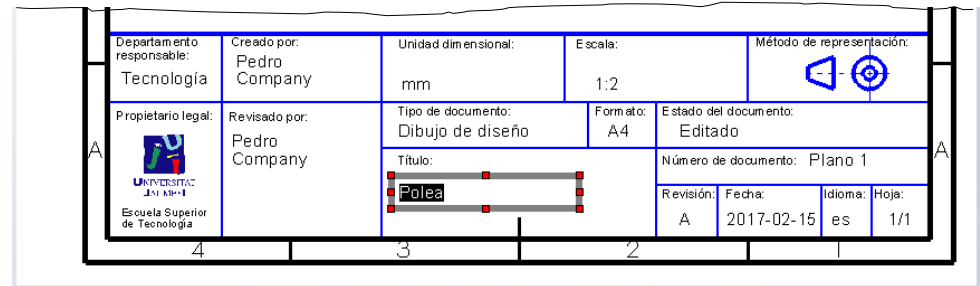 Departamento responsable:
Tecnología
Creado por:
Pedro Company
Unidad dimensional:
mm
Escala:
1:2
Método de representación:
Propietario legal:
UNIVERSITAT
JAUME•I
Escuela Superior de Tecnología
Revisado por:
Pedro Company
Tipo de documento:
Dibujo de diseño
Formato:
A4
Estado del documento:
Editado
Título:
Polea
Número de documento: Plano 1
Revisión:
A
Fecha:
2017-02-15
Idioma:
es
Hoja:
1/1
A
A
4
3
2
1